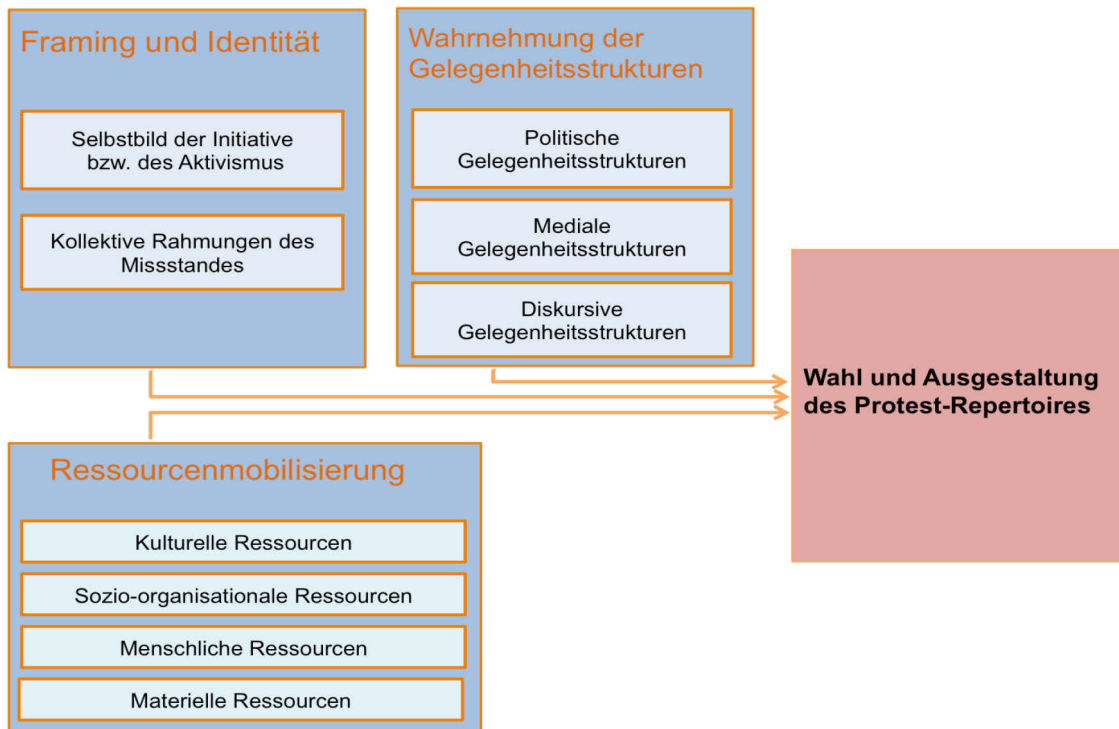 Framing und Identität
Selbstbild der Initiative
bzw. des Aktivismus
Kollektive Rahmungen des
Missstandes
Wahrnehmung der
Gelegenheitsstrukturen
Politische
Gelegenheitsstrukturen
Mediale
Gelegenheitsstrukturen
Diskursive
Gelegenheitsstrukturen
Wahl und Ausgestaltung
des Protest-Repertoires
Ressourcenmobilisierung
Kulturelle Ressourcen
Sozio-organisationale Ressourcen
Menschliche Ressourcen
Materielle Ressourcen